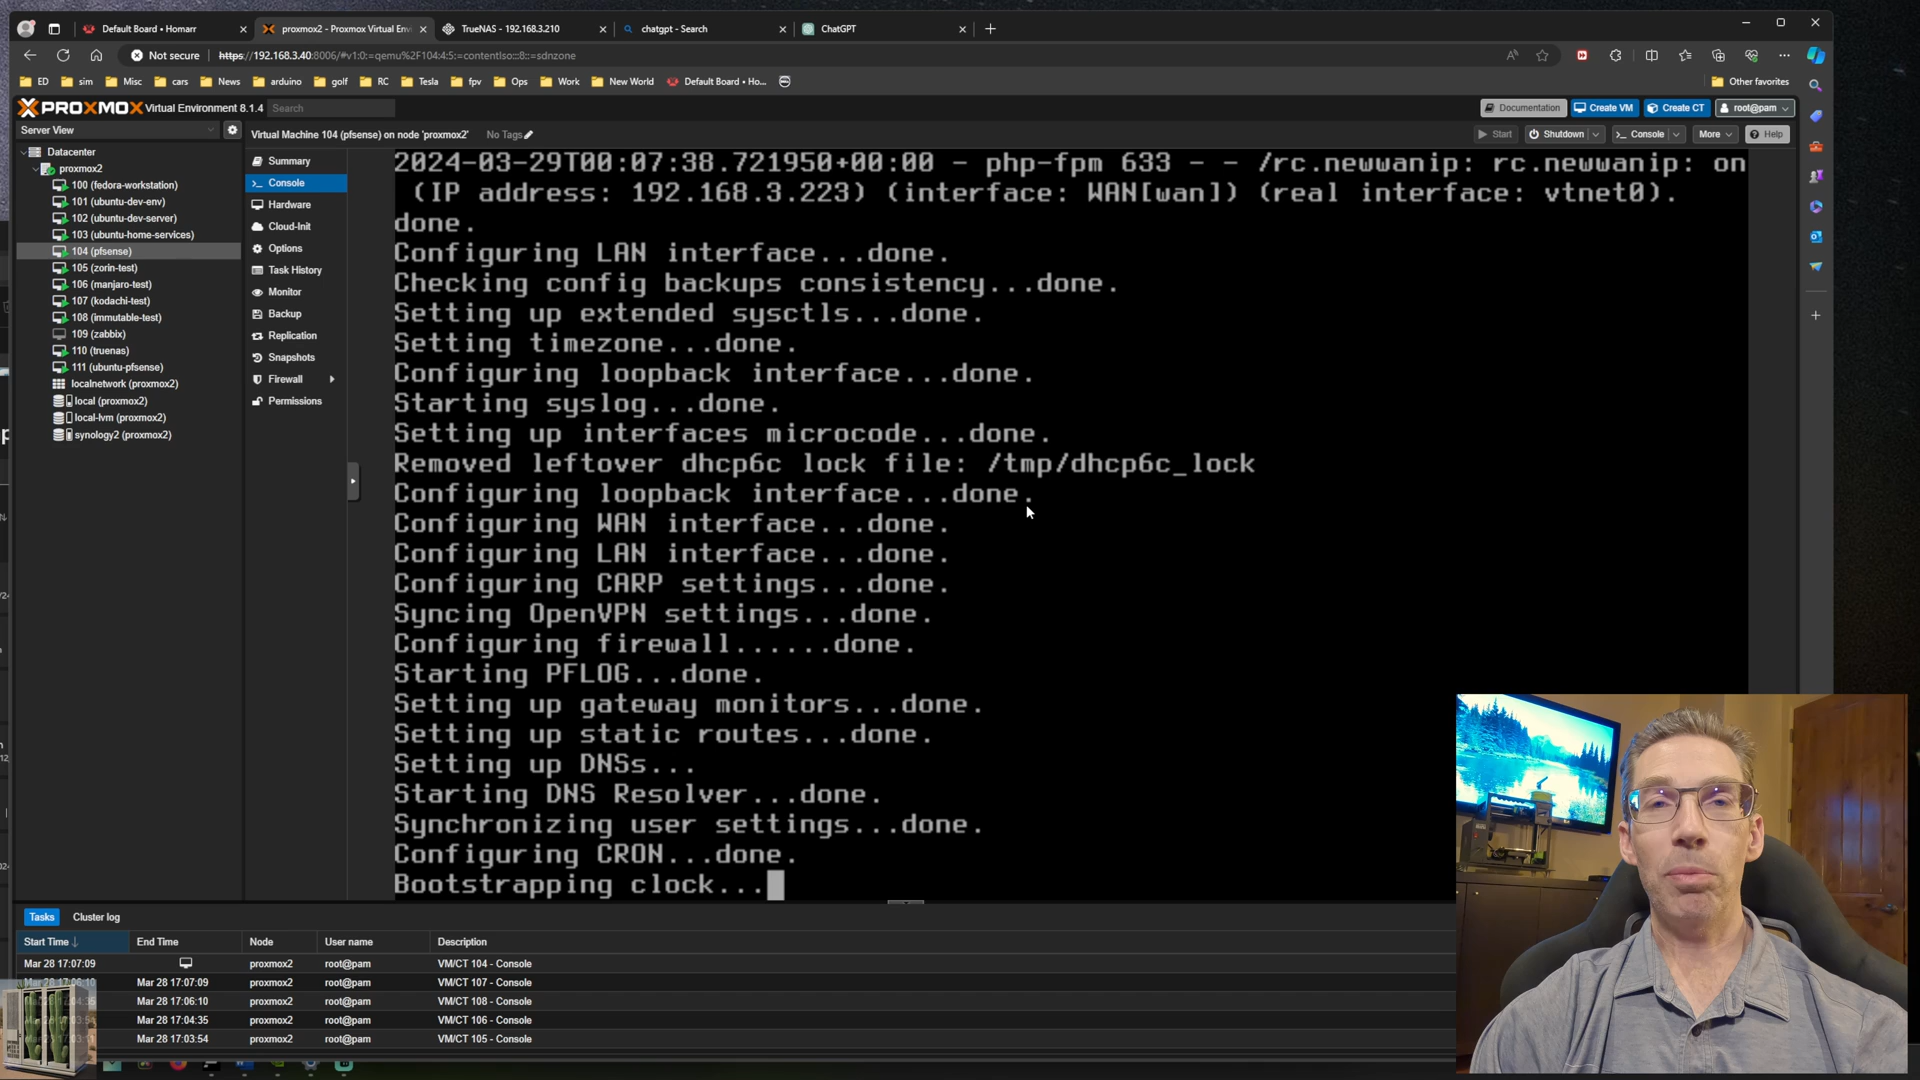 Default Board • Homarr
proxmox2 - Proxmox Virtual Envi
TrueNAS - 192.168.3.210
chatgpt - Search
ChatGPT
Not secure
https://192.168.3.40:8006/#v1:0:=qemu%2F104:4:5:=contentIso:::8::=sdnzone
ED
sim
Misc
cars
News
arduino
golf
RC
Tesla
fpv
Ops
Work
New World
Default Board • Ho...
Other favorites
PROXMOX Virtual Environment 8.1.4
Search
Documentation
Create VM
Create CT
root@pam
Server View
Virtual Machine 104 (pfsense) on node 'proxmox2'
No Tags
Start
Shutdown
Console
More
Help
Datacenter
proxmox2
100 (fedora-workstation)
101 (ubuntu-dev-env)
102 (ubuntu-dev-server)
103 (ubuntu-home-services)
104 (pfsense)
105 (zorin-test)
106 (manjaro-test)
107 (kodachi-test)
108 (immutable-test)
109 (zabbix)
110 (truenas)
111 (ubuntu-pfsense)
localnetwork (proxmox2)
local (proxmox2)
local-lvm (proxmox2)
synology2 (proxmox2)
Summary
Console
Hardware
Cloud-Init
Options
Task History
Monitor
Backup
Replication
Snapshots
Firewall
Permissions
2024-03-29T00:07:38.721950+00:00 - php-fpm 633 - - /rc.newwanip: rc.newwanip: on
(IP address: 192.168.3.223) (interface: WAN[wan]) (real interface: vtnet0).
done.
Configuring LAN interface...done.
Checking config backups consistency...done.
Setting up extended sysctls...done.
Setting timezone...done.
Configuring loopback interface...done.
Starting syslog...done.
Setting up interfaces microcode...done.
Removed leftover dhcp6c lock file: /tmp/dhcp6c_lock
Configuring loopback interface...done.
Configuring WAN interface...done.
Configuring LAN interface...done.
Configuring CARP settings...done.
Syncing OpenVPN settings...done.
Configuring firewall......done.
Starting PFLOG...done.
Setting up gateway monitors...done.
Setting up static routes...done.
Setting up DNSs...
Starting DNS Resolver...done.
Synchronizing user settings...done.
Configuring CRON...done.
Bootstrapping clock...
Tasks
Cluster log
Start Time
End Time
Node
User name
Description
Mar 28 17:07:09
proxmox2
root@pam
VM/CT 104 - Console
Mar 28 17:06:10
Mar 28 17:07:09
proxmox2
root@pam
VM/CT 107 - Console
Mar 28 17:04:35
Mar 28 17:06:10
proxmox2
root@pam
VM/CT 108 - Console
Mar 28 17:04:35
proxmox2
root@pam
VM/CT 106 - Console
Mar 28 17:03:54
proxmox2
root@pam
VM/CT 105 - Console